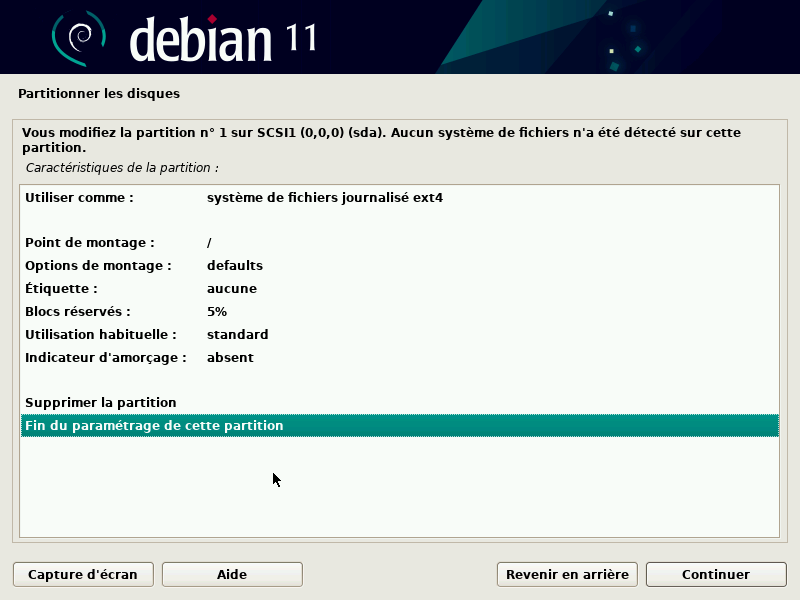 debian 11
Partitionner les disques
Vous modifiez la partition n° 1 sur SCSI1 (0,0,0) (sda). Aucun système de fichiers n'a été détecté sur cette
partition.
Caractéristiques de la partition :
Utiliser comme : système de fichiers journalisé ext4
Point de montage : /
Options de montage : defaults
Étiquette : aucune
Blocs réservés : 5%
Utilisation habituelle : standard
Indicateur d'amorçage : absent
Supprimer la partition
Fin du paramétrage de cette partition
Capture d'écran Aide Revenir en arrière Continuer